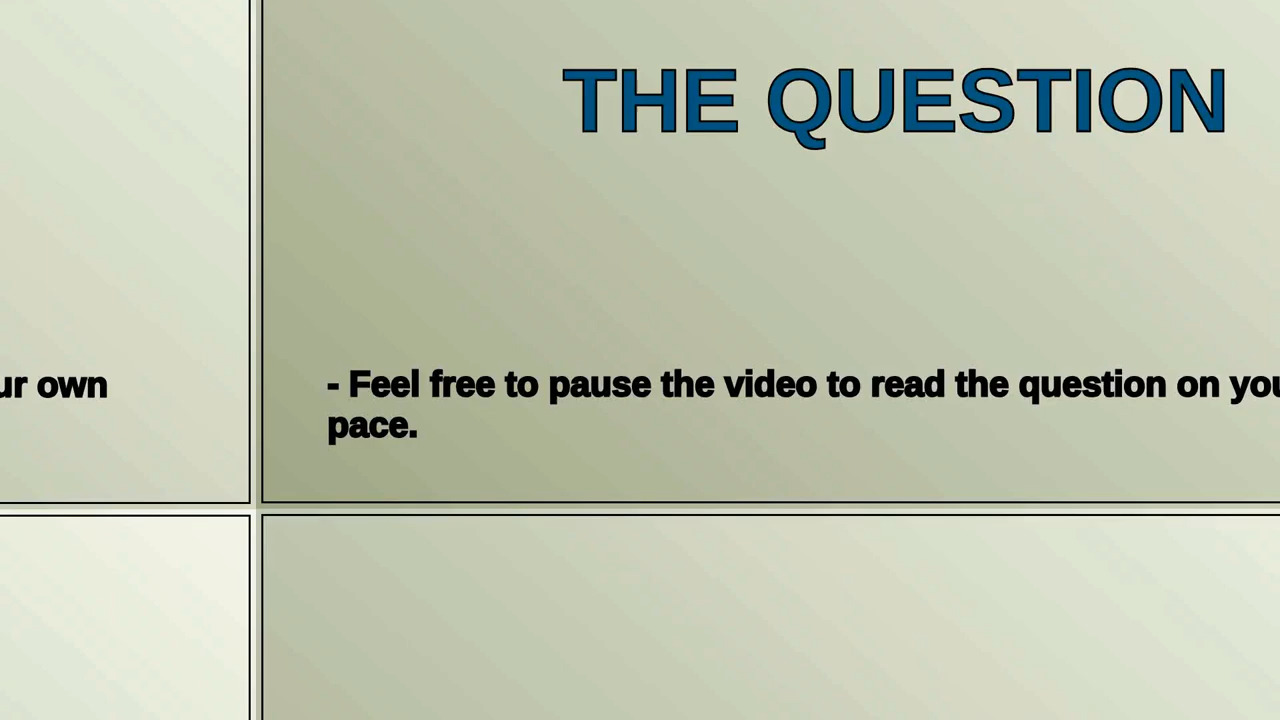 THE QUESTION
ur own
- Feel free to pause the video to read the question on you
pace.